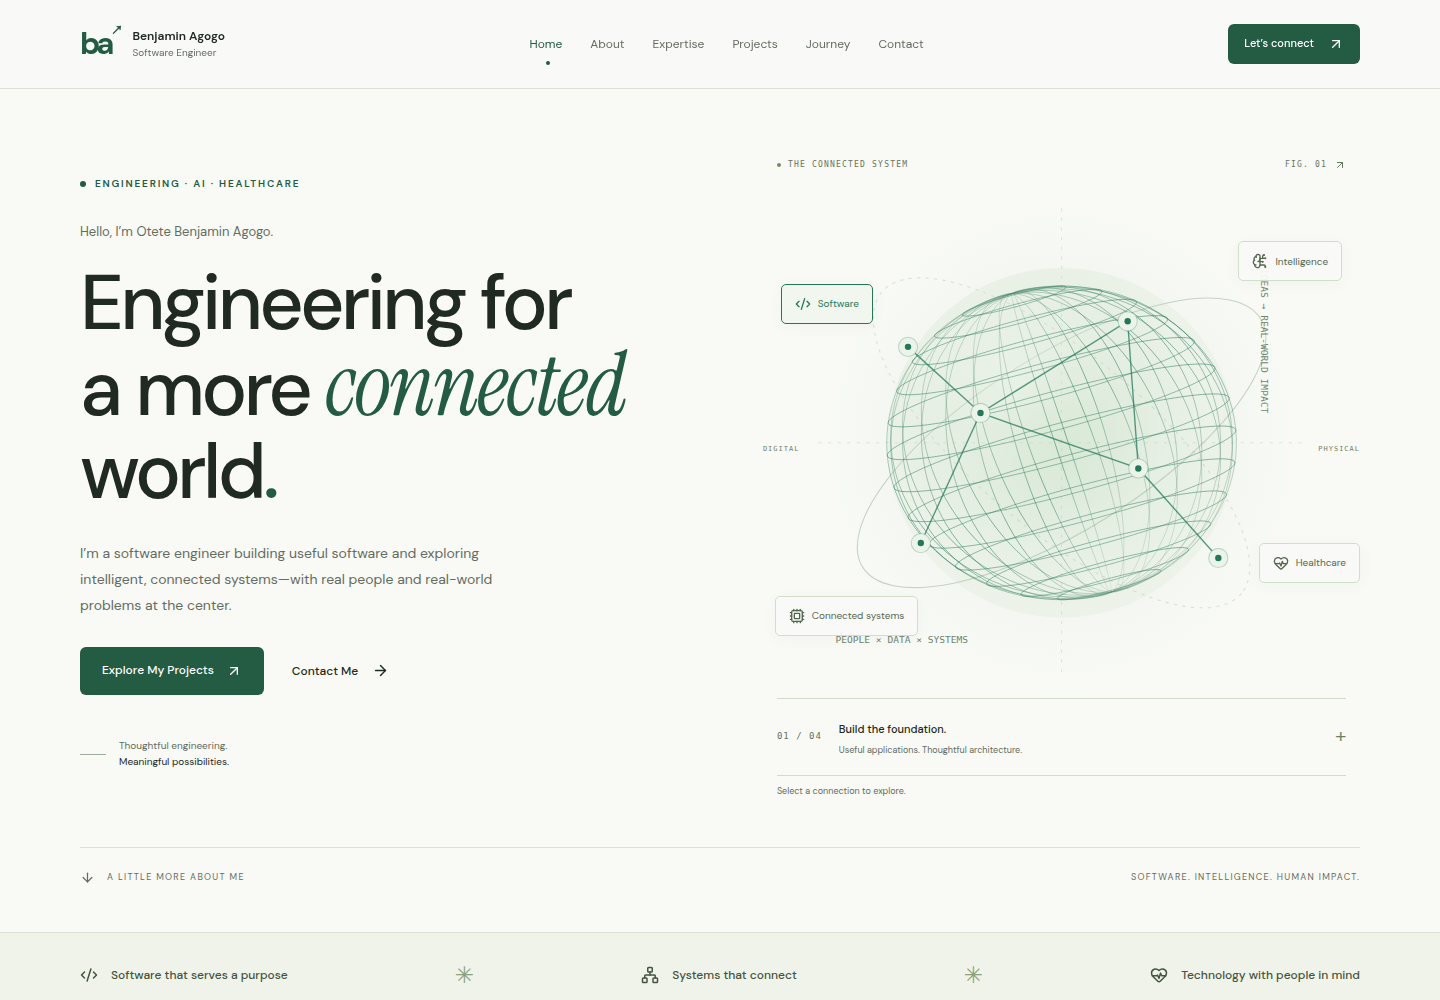 ba
Benjamin Agogo
Software Engineer
Home
About
Expertise
Projects
Journey
Contact
Let's connect
ENGINEERING · AI · HEALTHCARE
Hello, I'm Otete Benjamin Agogo.
Engineering for
a more connected
world.
I'm a software engineer building useful software and exploring
intelligent, connected systems—with real people and real-world
problems at the center.
Explore My Projects
Contact Me
Thoughtful engineering.
Meaningful possibilities.
THE CONNECTED SYSTEM
FIG. 01
Intelligence
Software
EAS → REAL-WORLD IMPACT
DIGITAL
PHYSICAL
Healthcare
Connected systems
PEOPLE × DATA × SYSTEMS
01 / 04
Build the foundation.
Useful applications. Thoughtful architecture.
+
Select a connection to explore.
A LITTLE MORE ABOUT ME
SOFTWARE. INTELLIGENCE. HUMAN IMPACT.
Software that serves a purpose
Systems that connect
Technology with people in mind